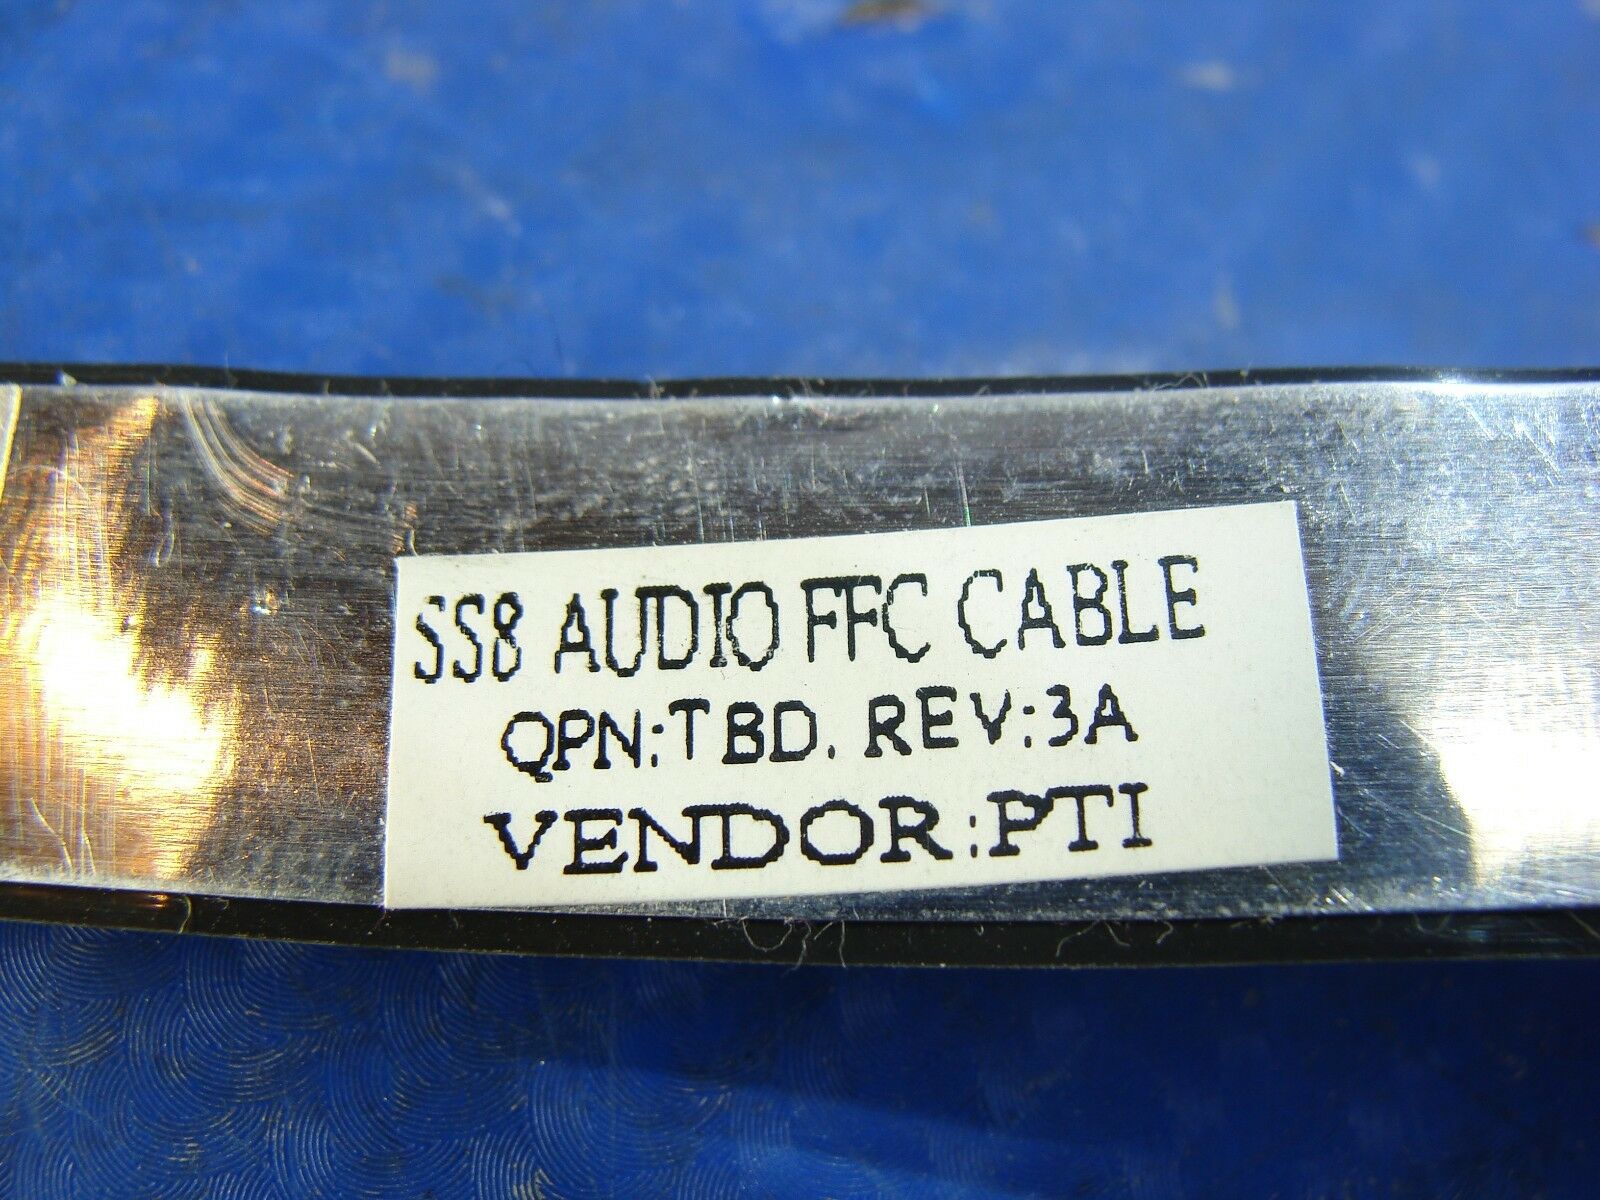 SS8 AUDIO FFC CABLE
QPN:TBD. REV:3A
VENDOR:PTI